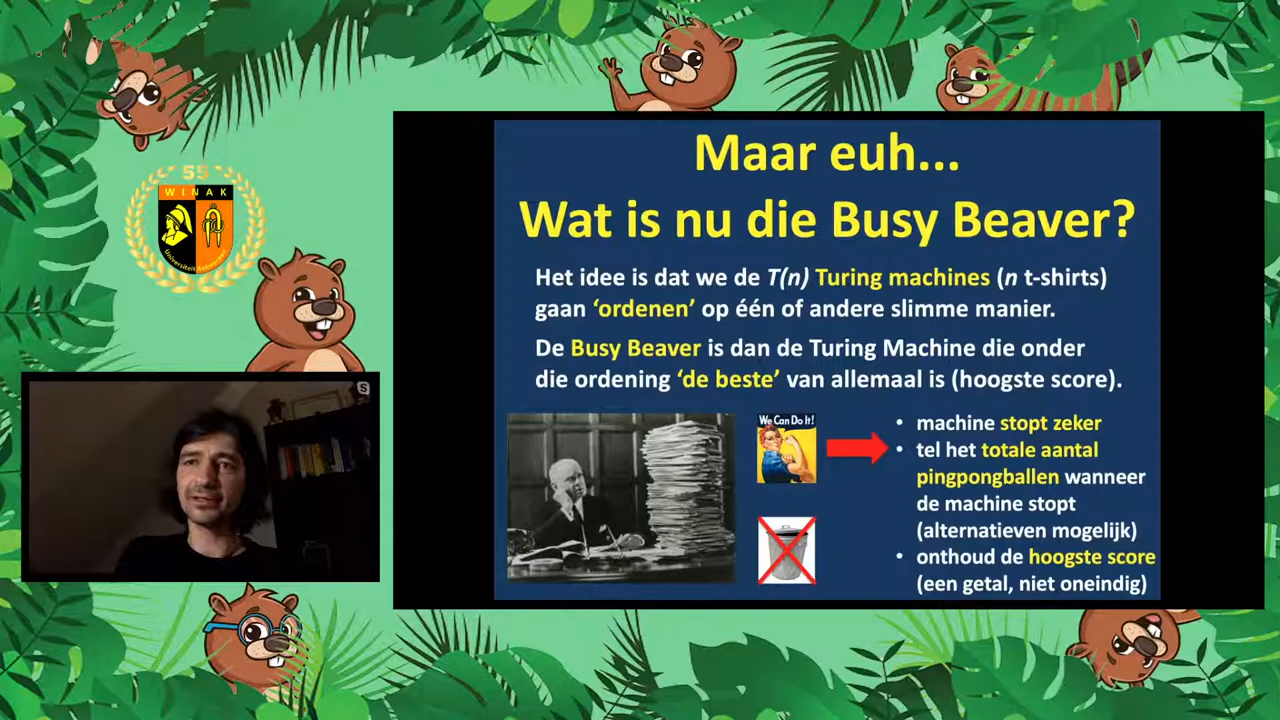 55
WINAK
Universiteit Antwerpen
S
Maar euh...
Wat is nu die Busy Beaver?
Het idee is dat we de T(n) Turing machines (n t-shirts)
gaan ‘ordenen’ op één of andere slimme manier.
De Busy Beaver is dan de Turing Machine die onder
die ordening ‘de beste’ van allemaal is (hoogste score).
We Can Do It!
• machine stopt zeker
• tel het totale aantal
pingpongballen wanneer
de machine stopt
(alternatieven mogelijk)
• onthoud de hoogste score
(een getal, niet oneindig)